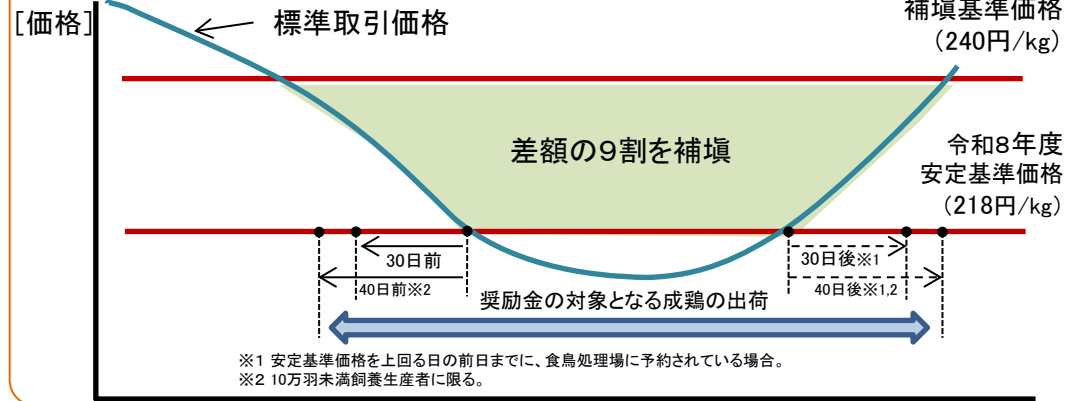 [価格]
標準取引価格
補塡基準価格
(240円/kg)
差額の9割を補塡
令和8年度
安定基準価格
(218円/kg)
30日前
40日前※2
30日後※1
40日後※1,2
奨励金の対象となる成鶏の出荷
※1 安定基準価格を上回る日の前日までに、食鳥処理場に予約されている場合。
※2 10万羽未満飼養生産者に限る。